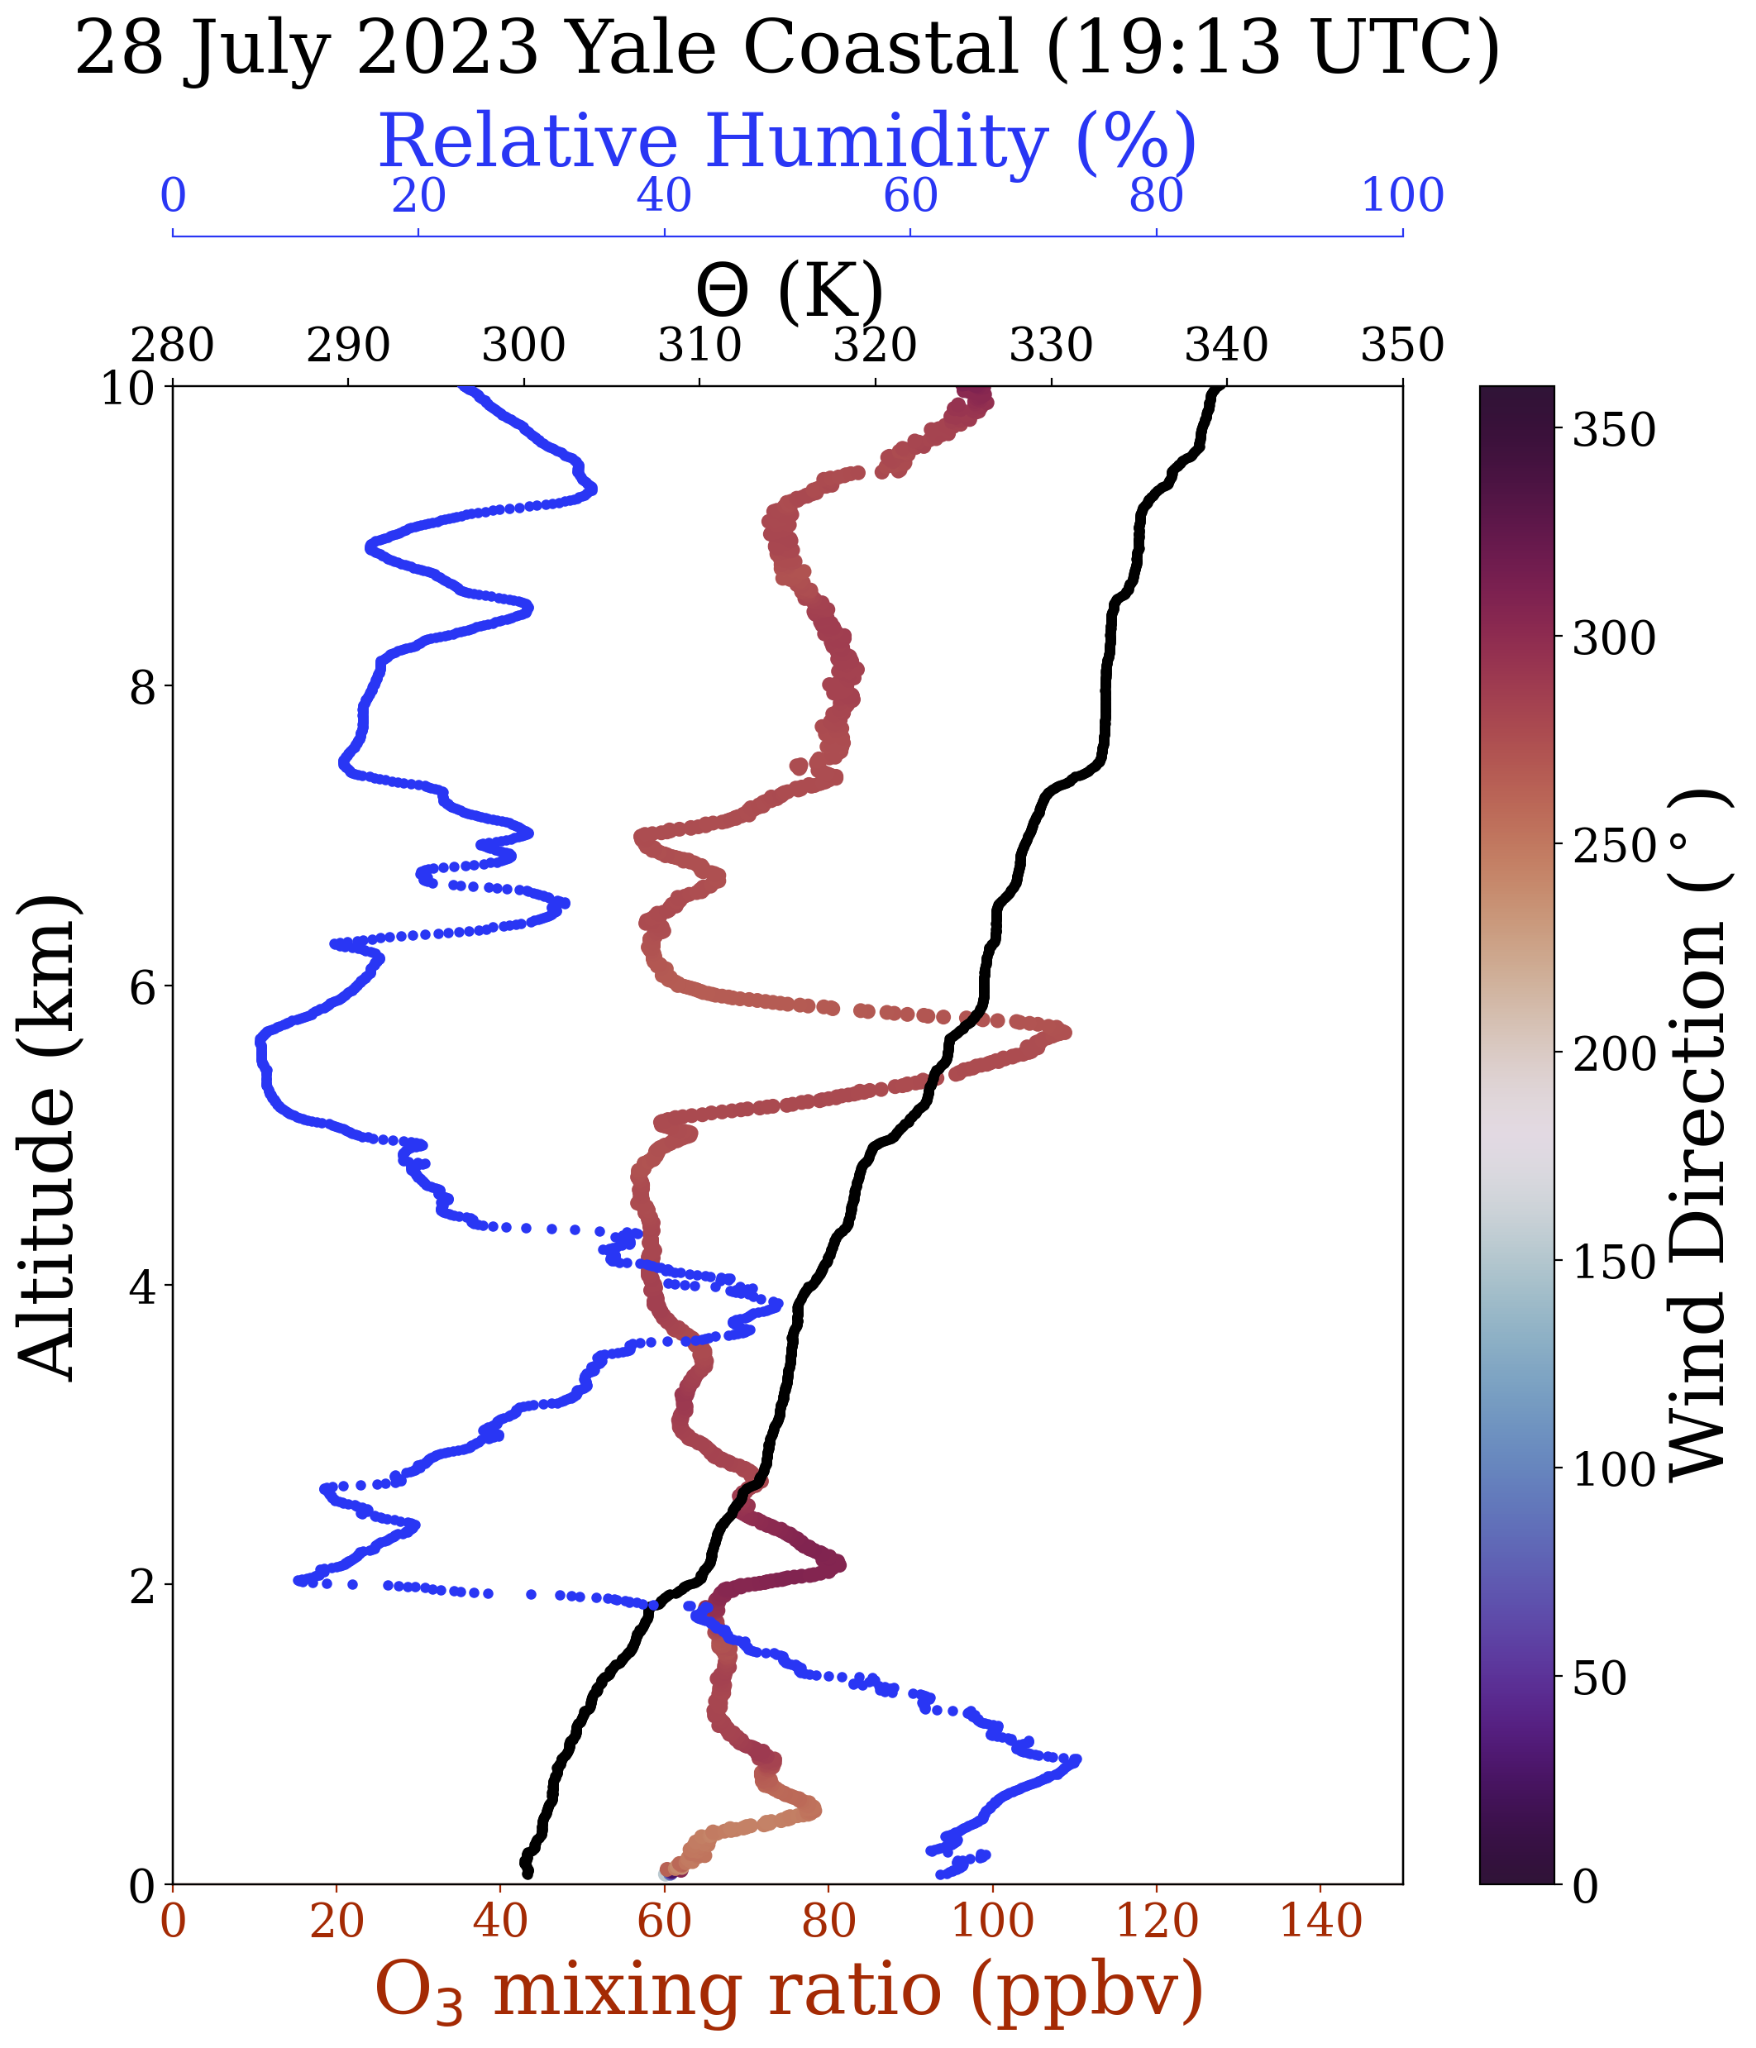 28 July 2023 Yale Coastal (19:13 UTC)
Relative Humidity (%)
0 20 40 60 80 100
Θ (K)
280 290 300 310 320 330 340 350
10
8
6
4
2
0
Altitude (km)
0 20 40 60 80 100 120 140
O₃ mixing ratio (ppbv)
350
300
250
200
150
100
50
0
Wind Direction (°)